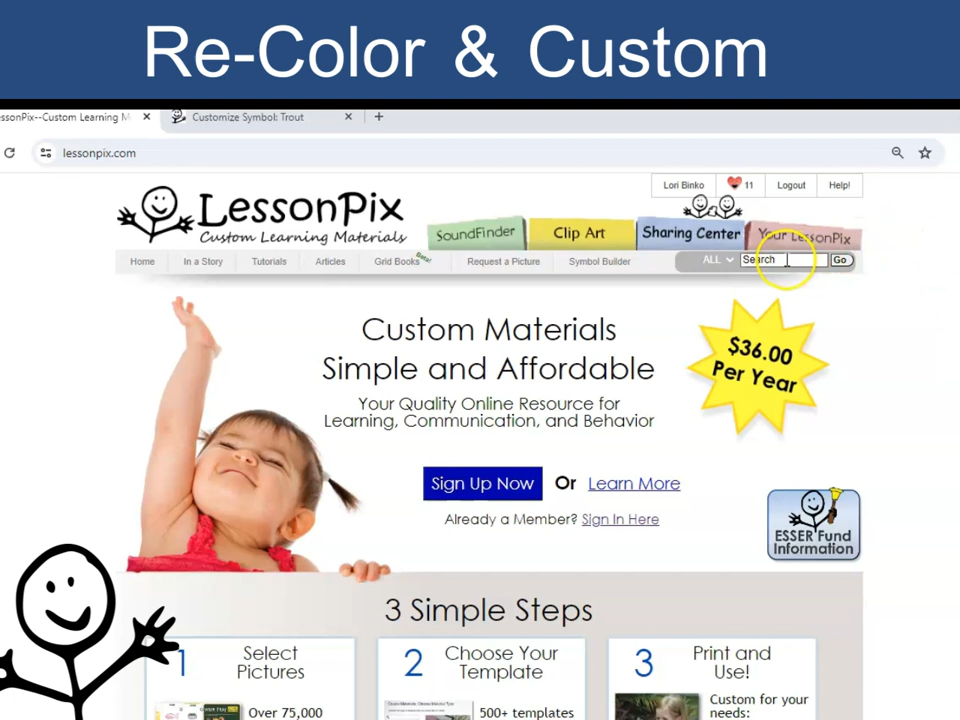 Re-Color & Custom
ssonPix--Custom Learning M
Customize Symbol: Trout
lessonpix.com
Lori Binko 11 Logout Help!
LessonPix
Custom Learning Materials
SoundFinder Clip Art Sharing Center Your LessonPix
Home In a Story Tutorials Articles Grid Books Beta! Request a Picture Symbol Builder ALL Search Go
Custom Materials
Simple and Affordable
$36.00
Per Year
Your Quality Online Resource for
Learning, Communication, and Behavior
Sign Up Now Or Learn More
Already a Member? Sign In Here
ESSER Fund
Information
3 Simple Steps
1 Select
Pictures
2 Choose Your
Template
3 Print and
Use!
Over 75,000
500+ templates
Custom for your
needs: